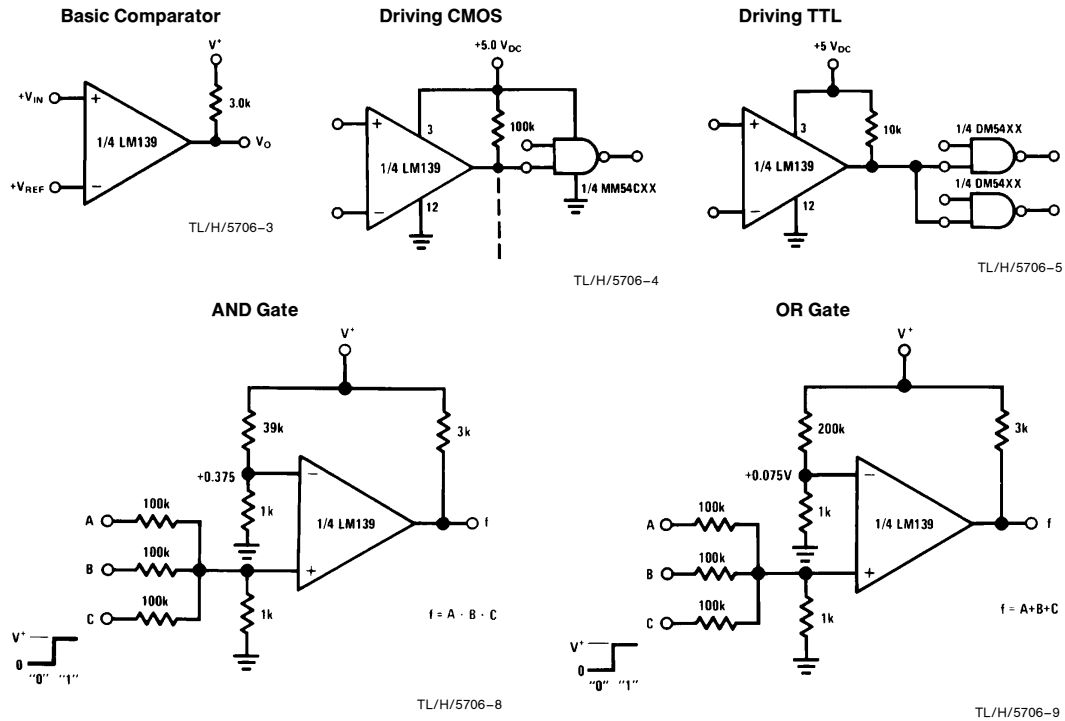 Basic Comparator
V+
+VIN
+
3.0k
1/4 LM139
VO
+VREF
−
TL/H/5706–3
Driving CMOS
+5.0 VDC
+
3
100k
1/4 LM139
−
12
1/4 MM54CXX
TL/H/5706–4
Driving TTL
+5 VDC
+
3
10k
1/4 DM54XX
1/4 LM139
1/4 DM54XX
−
12
TL/H/5706–5
AND Gate
V+
39k
3k
+0.375
−
100k
1k
A
1/4 LM139
f
100k
B
+
100k
C
1k
f = A · B · C
V+
0
"0" "1"
TL/H/5706–8
OR Gate
V+
200k
3k
+0.075V
−
100k
1k
A
1/4 LM139
f
100k
B
+
100k
C
1k
f = A+B+C
V+
0
"0" "1"
TL/H/5706–9